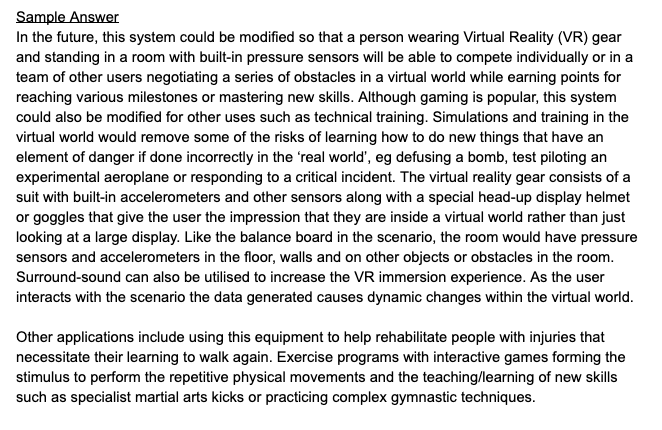 Sample Answer
In the future, this system could be modified so that a person wearing Virtual Reality (VR) gear
and standing in a room with built-in pressure sensors will be able to compete individually or in a
team of other users negotiating a series of obstacles in a virtual world while earning points for
reaching various milestones or mastering new skills. Although gaming is popular, this system
could also be modified for other uses such as technical training. Simulations and training in the
virtual world would remove some of the risks of learning how to do new things that have an
element of danger if done incorrectly in the ‘real world’, eg defusing a bomb, test piloting an
experimental aeroplane or responding to a critical incident. The virtual reality gear consists of a
suit with built-in accelerometers and other sensors along with a special head-up display helmet
or goggles that give the user the impression that they are inside a virtual world rather than just
looking at a large display. Like the balance board in the scenario, the room would have pressure
sensors and accelerometers in the floor, walls and on other objects or obstacles in the room.
Surround-sound can also be utilised to increase the VR immersion experience. As the user
interacts with the scenario the data generated causes dynamic changes within the virtual world.
Other applications include using this equipment to help rehabilitate people with injuries that
necessitate their learning to walk again. Exercise programs with interactive games forming the
stimulus to perform the repetitive physical movements and the teaching/learning of new skills
such as specialist martial arts kicks or practicing complex gymnastic techniques.